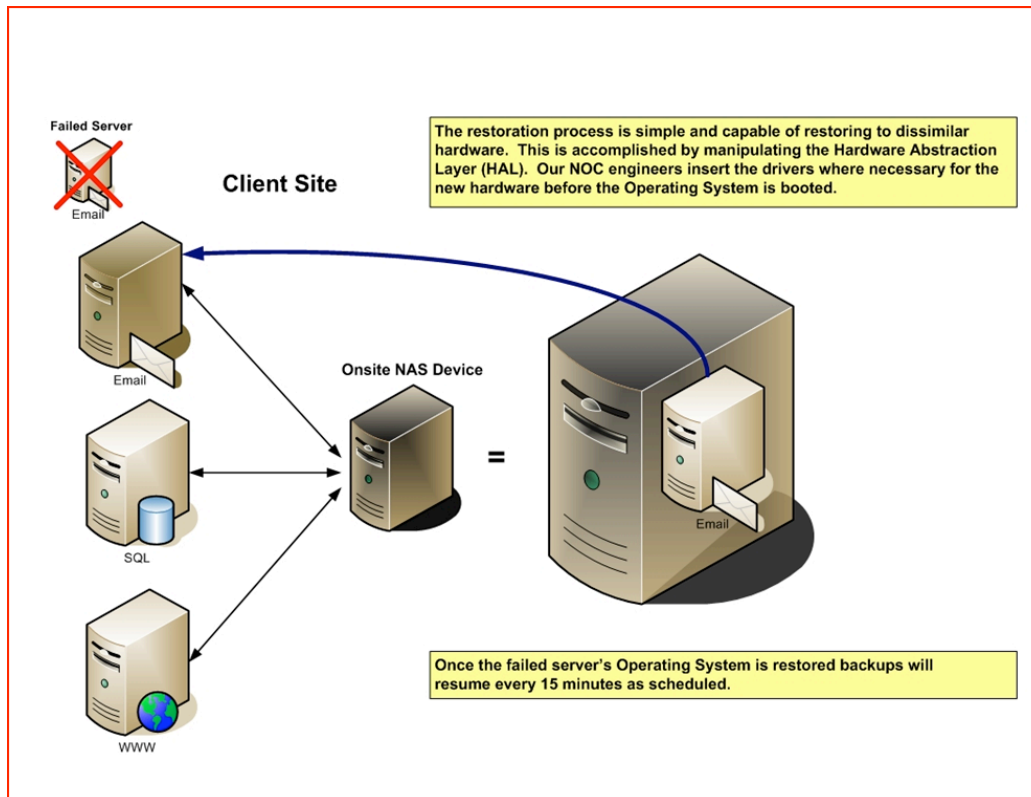 Failed Server
Email
Client Site
The restoration process is simple and capable of restoring to dissimilar
hardware.  This is accomplished by manipulating the Hardware Abstraction
Layer (HAL).  Our NOC engineers insert the drivers where necessary for the
new hardware before the Operating System is booted.
Email
Onsite NAS Device
=
Email
SQL
Once the failed server's Operating System is restored backups will
resume every 15 minutes as scheduled.
WWW